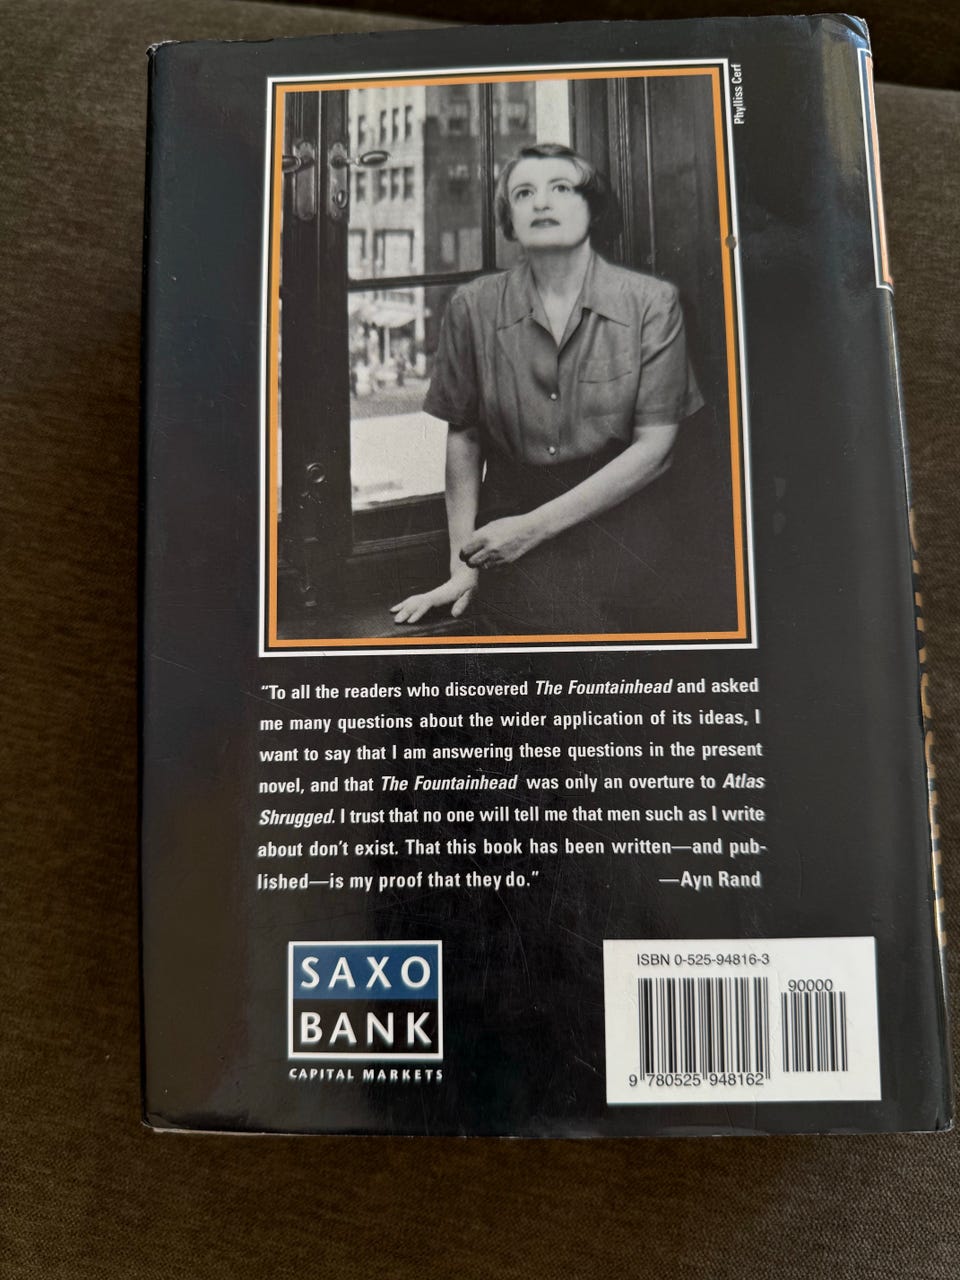 Phylliss Cerf
“To all the readers who discovered The Fountainhead and asked
me many questions about the wider application of its ideas, I
want to say that I am answering these questions in the present
novel, and that The Fountainhead was only an overture to Atlas
Shrugged. I trust that no one will tell me that men such as I write
about don't exist. That this book has been written—and pub-
lished—is my proof that they do.” —Ayn Rand
SAXO
BANK
CAPITAL MARKETS
ISBN 0-525-94816-3
90000
9 780525 948162